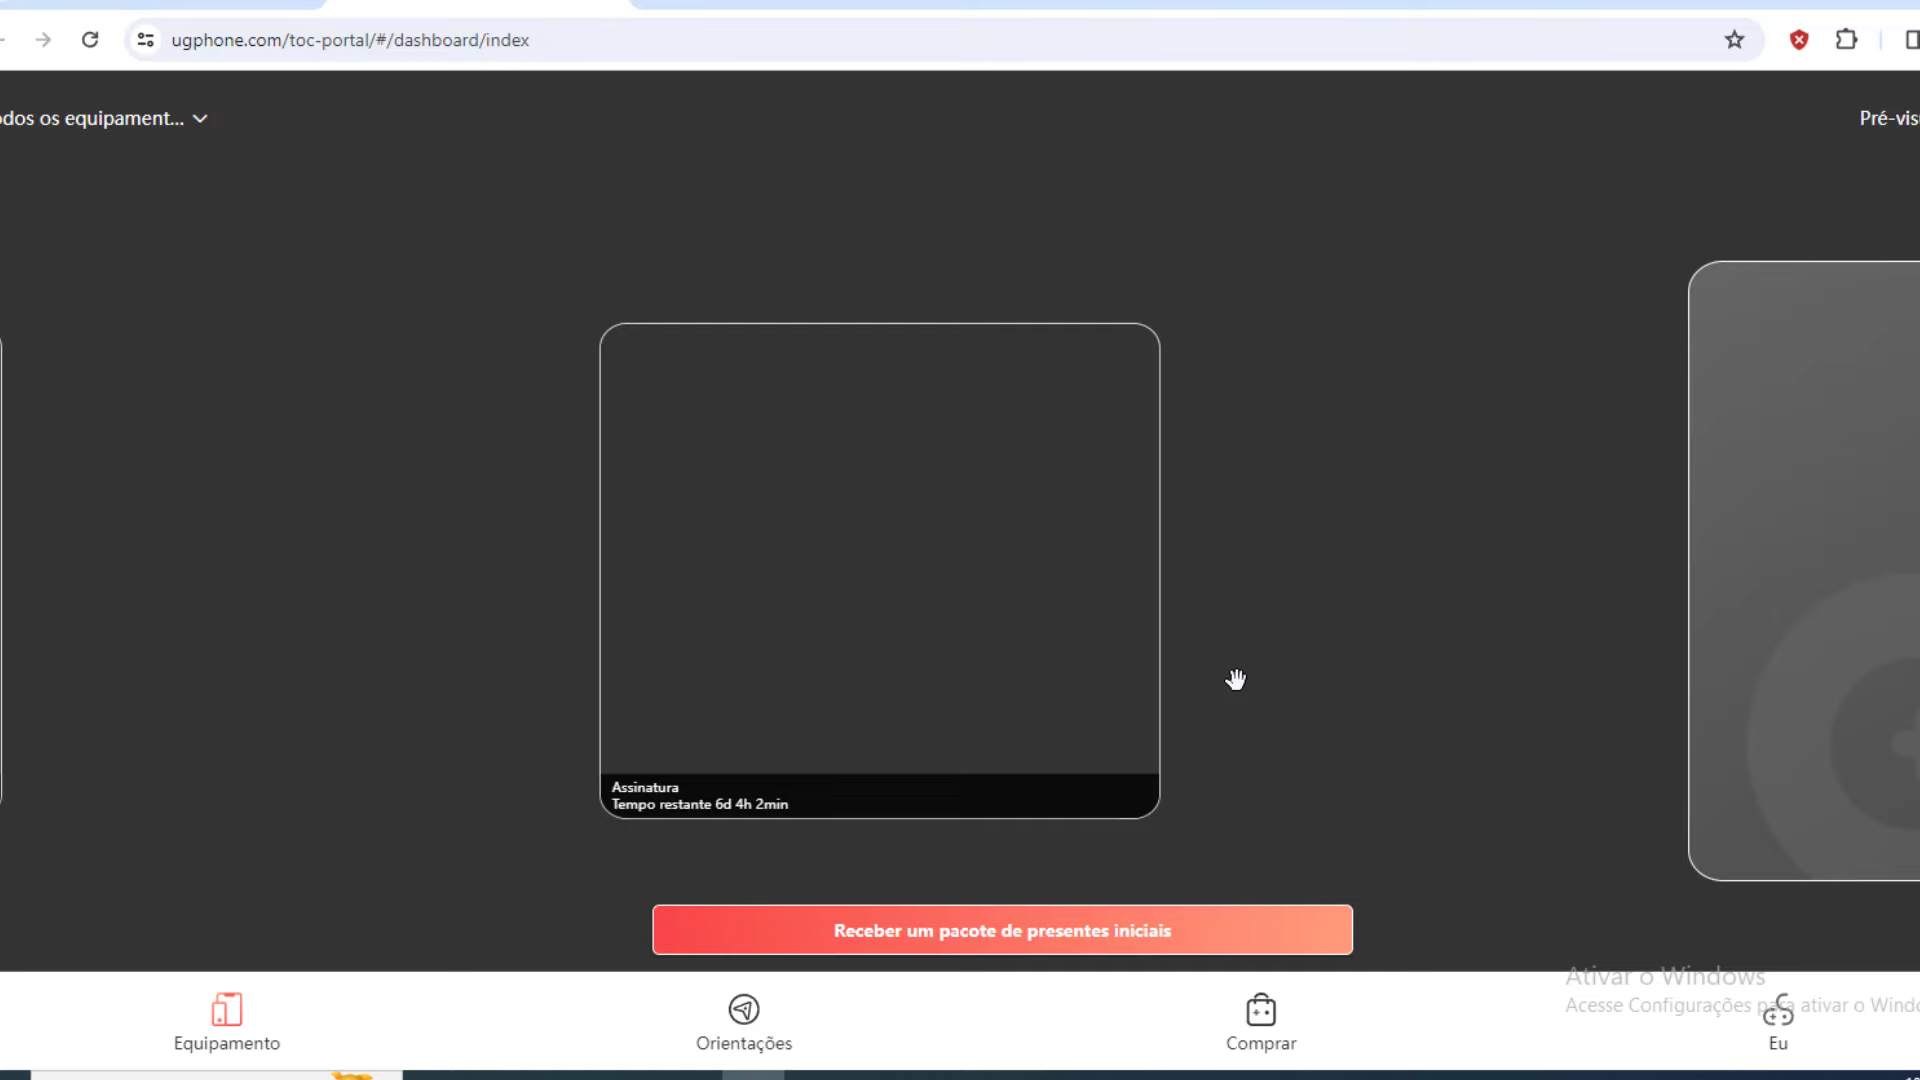 ugphone.com/toc-portal/#/dashboard/index
odos os equipament...
Pré-vis
Assinatura
Tempo restante 6d 4h 2min
Receber um pacote de presentes iniciais
Ativar o Windows
Acesse Configurações para ativar o Windo
Equipamento
Orientações
Comprar
Eu